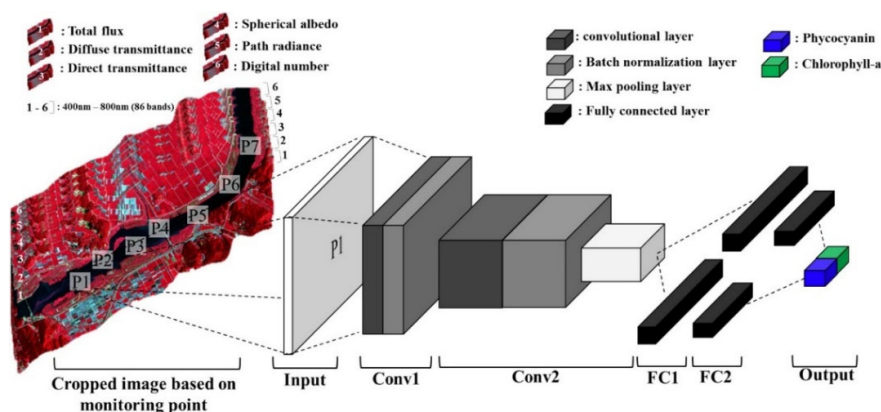 1 : Total flux
2 : Diffuse transmittance
3 : Direct transmittance
4 : Spherical albedo
5 : Path radiance
6 : Digital number
1 - 6 : 400nm – 800nm (86 bands)
: convolutional layer
: Batch normalization layer
: Max pooling layer
: Fully connected layer
: Phycocyanin
: Chlorophyll-a
6
5
4
3
2
1
P7
P6
P5
P4
P3
P2
P1
6
5
4
3
2
1
P1
Cropped image based on
monitoring point
Input
Conv1
Conv2
FC1
FC2
Output